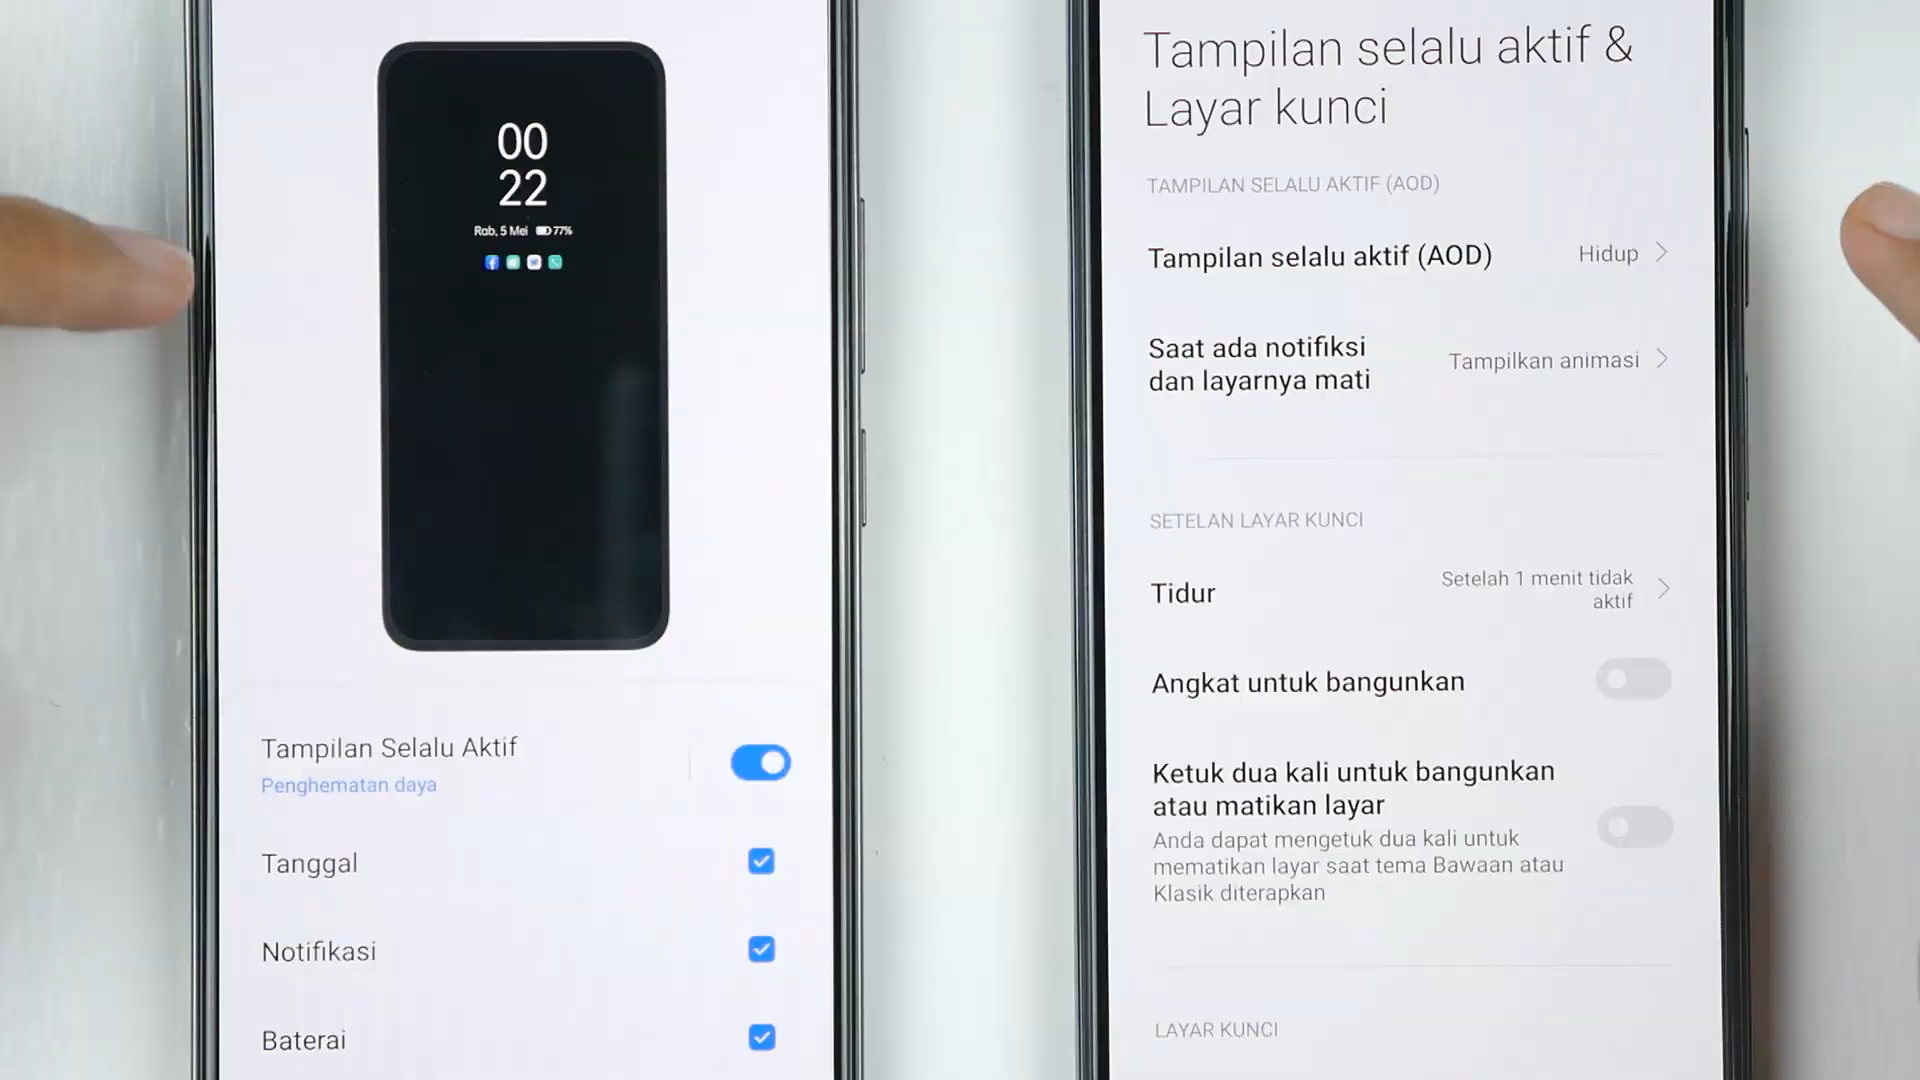 00
22
Rab, 5 Mei 77%
Tampilan Selalu Aktif
Penghematan daya
Tanggal
Notifikasi
Baterai
Tampilan selalu aktif &
Layar kunci
TAMPILAN SELALU AKTIF (AOD)
Tampilan selalu aktif (AOD) Hidup
Saat ada notifiksi
dan layarnya mati
Tampilkan animasi
SETELAN LAYAR KUNCI
Tidur
Setelah 1 menit tidak
aktif
Angkat untuk bangunkan
Ketuk dua kali untuk bangunkan
atau matikan layar
Anda dapat mengetuk dua kali untuk
mematikan layar saat tema Bawaan atau
Klasik diterapkan
LAYAR KUNCI